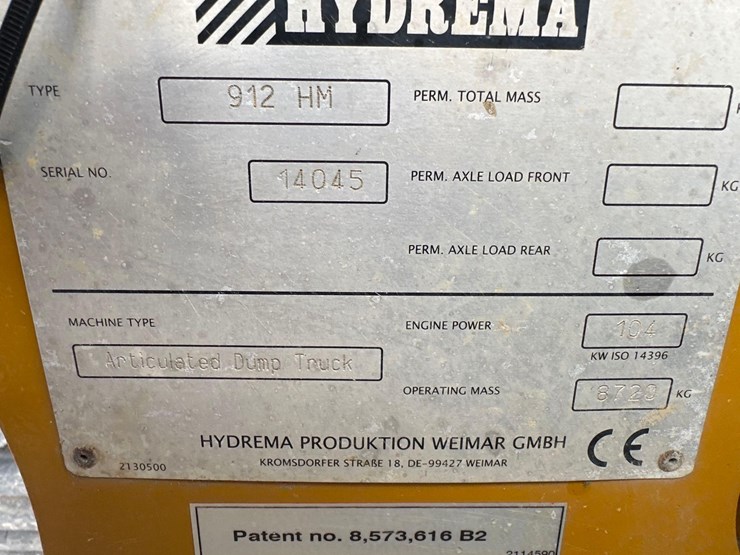 HYDREMA
TYPE 912 HM PERM. TOTAL MASS
SERIAL NO. 14045 PERM. AXLE LOAD FRONT KG
PERM. AXLE LOAD REAR KG
MACHINE TYPE ENGINE POWER 104
KW ISO 14396
Articulated Dump Truck
OPERATING MASS 8720 KG
HYDREMA PRODUKTION WEIMAR GMBH CE
2130500 KROMSDORFER STRAßE 18, DE-99427 WEIMAR
Patent no. 8,573,616 B2
2114590